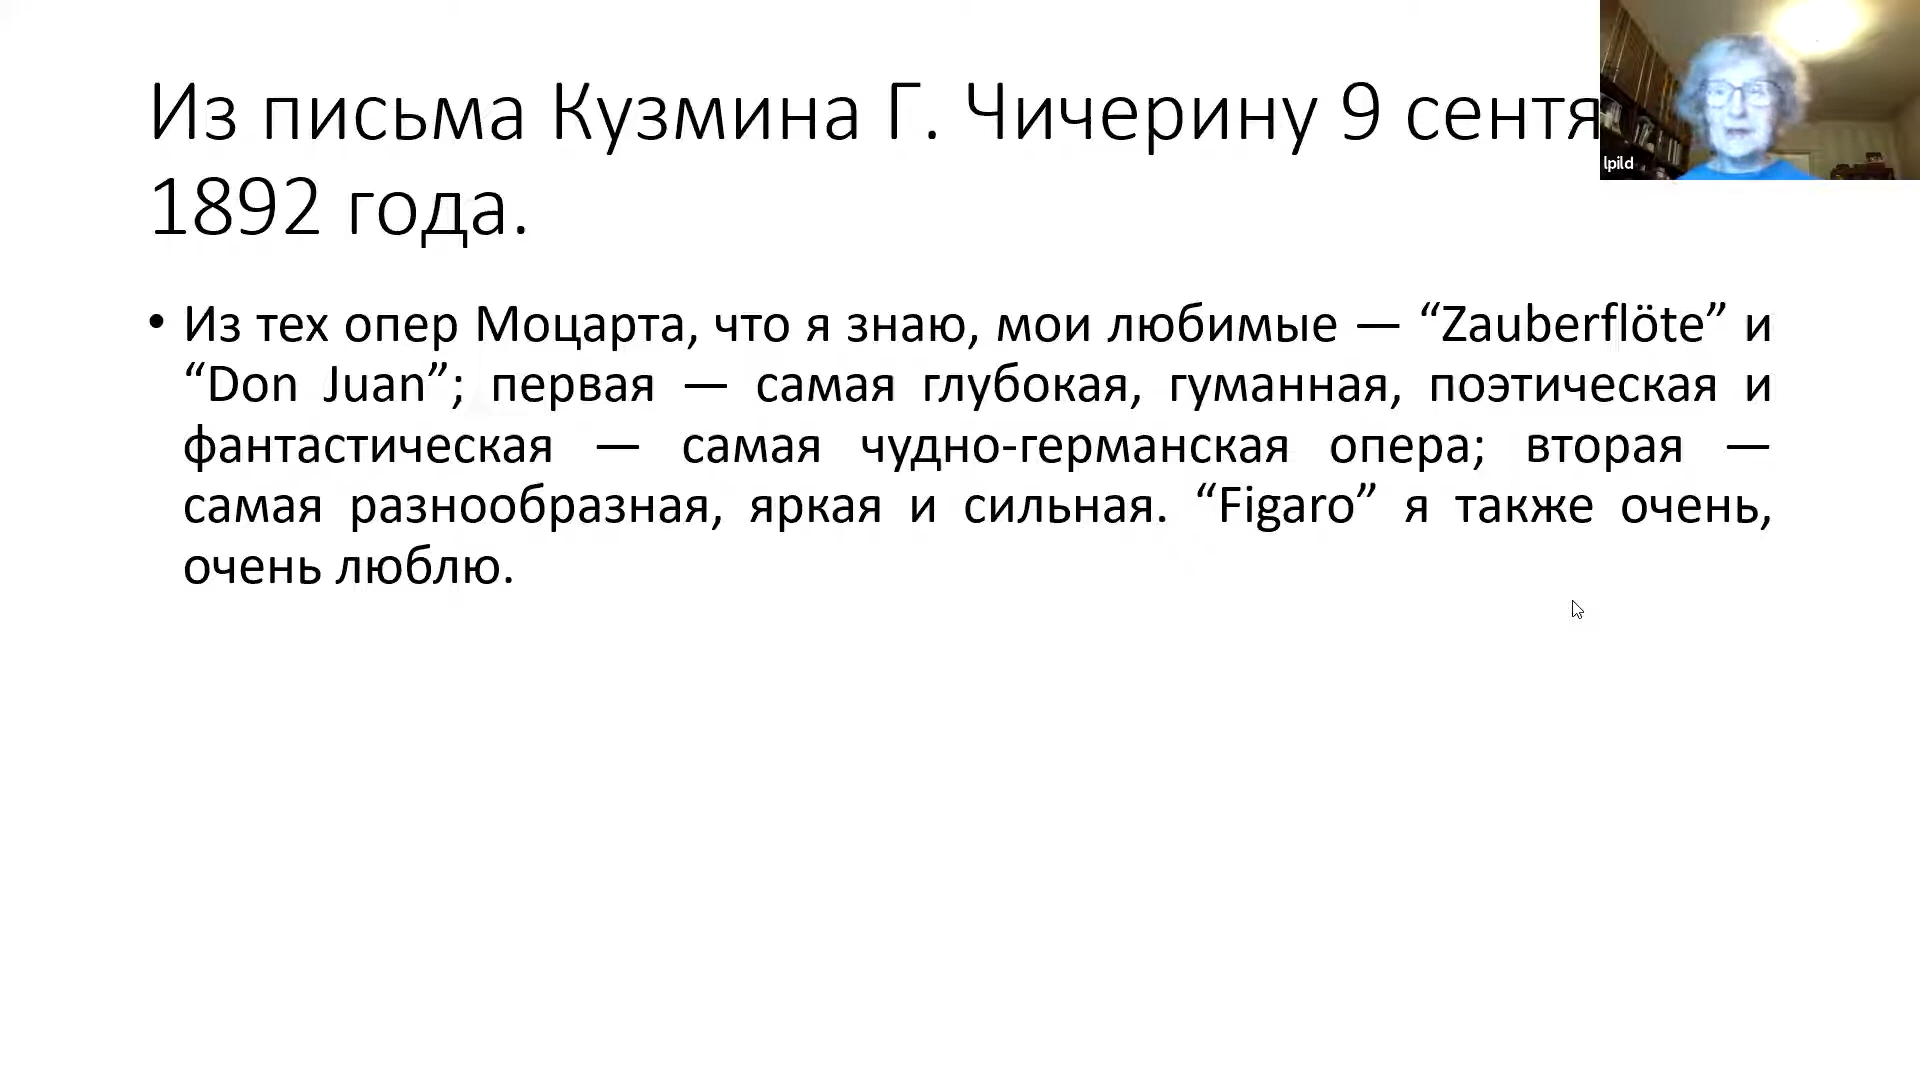 Из письма Кузмина Г. Чичерину 9 сентя
1892 года.
lpild
• Из тех опер Моцарта, что я знаю, мои любимые — “Zauberflöte” и
“Don Juan”; первая — самая глубокая, гуманная, поэтическая и
фантастическая — самая чудно-германская опера; вторая —
самая разнообразная, яркая и сильная. “Figaro” я также очень,
очень люблю.